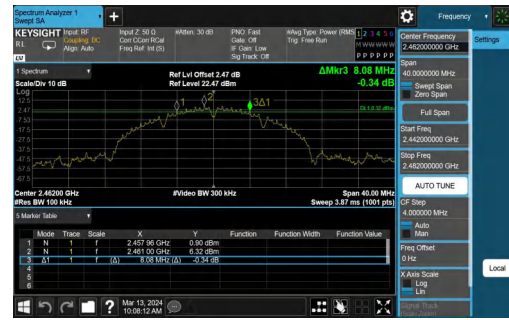 Spectrum Analyzer 1
Swept SA
+
Frequency
KEYSIGHT
RL
Input: RF
Coupling: DC
Align: Auto
Input Z: 50 Ω
Corr CCorr RCal
Freq Ref: Int (S)
#Atten: 30 dB
PNO: Fast
Gate: Off
IF Gain: Low
Sig Track: Off
#Avg Type: Power (RMS
Trig: Free Run
1 2 3 4 5 6
M W W W W W
P P P P P P
1 Spectrum
Scale/Div 10 dB
Log
Ref Lvl Offset 2.47 dB
Ref Level 22.47 dBm
ΔMkr3 8.08 MHz
-0.34 dB
12.5
2.47
-7.53
-17.5
-27.5
-37.5
-47.5
-57.5
-67.5
1
2
3Δ1
Center 2.46200 GHz
#Res BW 100 kHz
#Video BW 300 kHz
Span 40.00 MHz
Sweep 3.87 ms (1001 pts)
5 Marker Table
Mode Trace Scale X Y Function Function Width Function Value
1 N 1 f 2.457 96 GHz 0.90 dBm
2 N 1 f 2.461 00 GHz 6.32 dBm
3 Δ1 1 f (Δ) 8.08 MHz (Δ) -0.34 dB
4
5
6
?
Mar 13, 2024
10:08:12 AM
Center Frequency
2.462000000 GHz
Span
40.0000000 MHz
Swept Span
Zero Span
Full Span
Start Freq
2.442000000 GHz
Stop Freq
2.482000000 GHz
AUTO TUNE
CF Step
4.000000 MHz
Auto
Man
Freq Offset
0 Hz
X Axis Scale
Log
Lin
Signal Track
Settings
Local